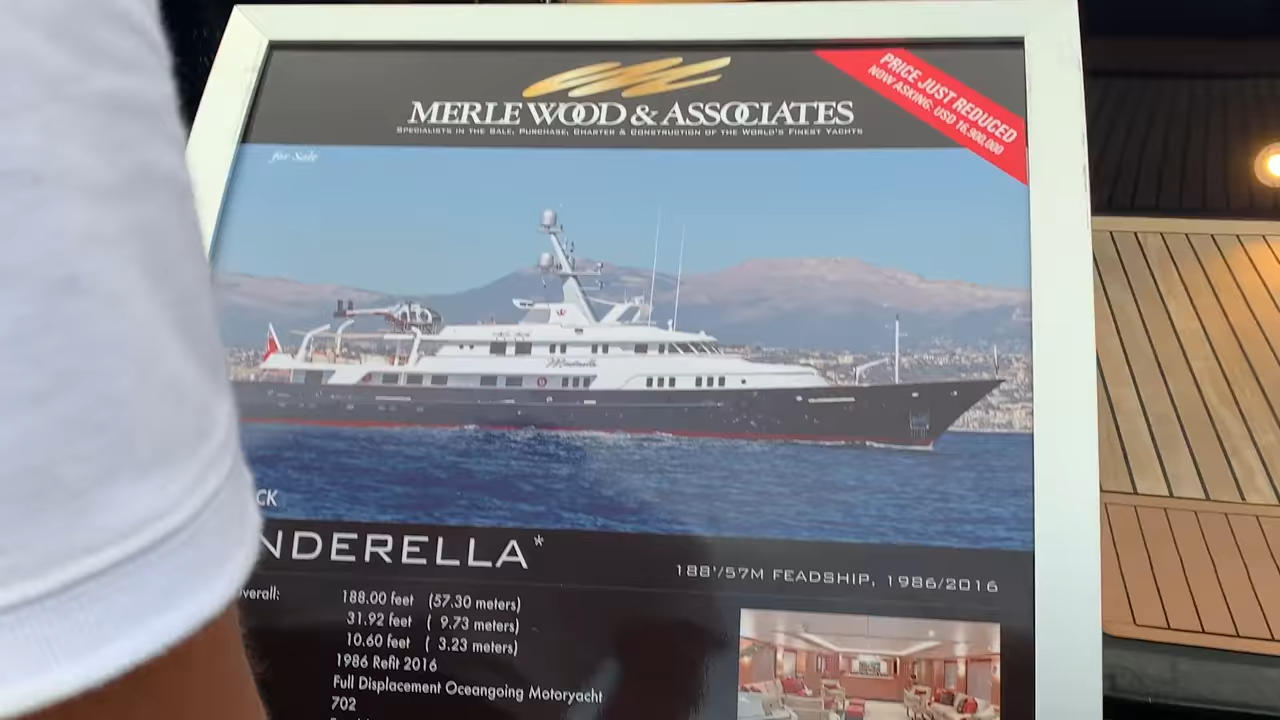 MERLE WOOD & ASSOCIATES
SPECIALISTS IN THE SALE, PURCHASE, CHARTER & CONSTRUCTION OF THE WORLD'S FINEST YACHTS
PRICE JUST REDUCED
NOW ASKING: USD 16,900,000
for Sale
CK
NDERELLA*
188'/57M FEADSHIP, 1986/2016
verall:
188.00 feet (57.30 meters)
31.92 feet ( 9.73 meters)
10.60 feet ( 3.23 meters)
1986 Refit 2016
Full Displacement Oceangoing Motoryacht
702